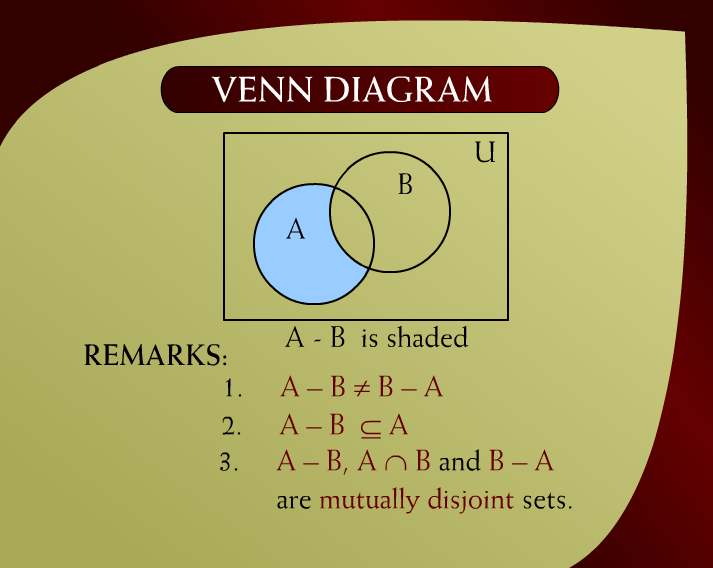 VENN DIAGRAM
U
B
A
A - B is shaded
REMARKS:
1. A – B ≠ B – A
2. A – B ⊆ A
3. A – B, A ∩ B and B – A
are mutually disjoint sets.